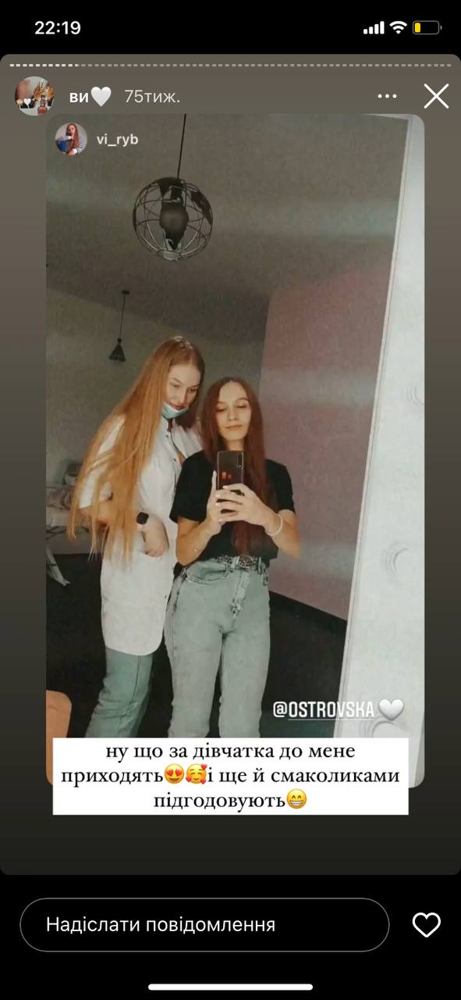 22:19
ви🤍 75тиж.
vi_ryb
@OSTROVSKA🤍
ну що за дівчатка до мене
приходять😍🥰і ще й смаколиками
підгодовують😁
Надіслати повідомлення